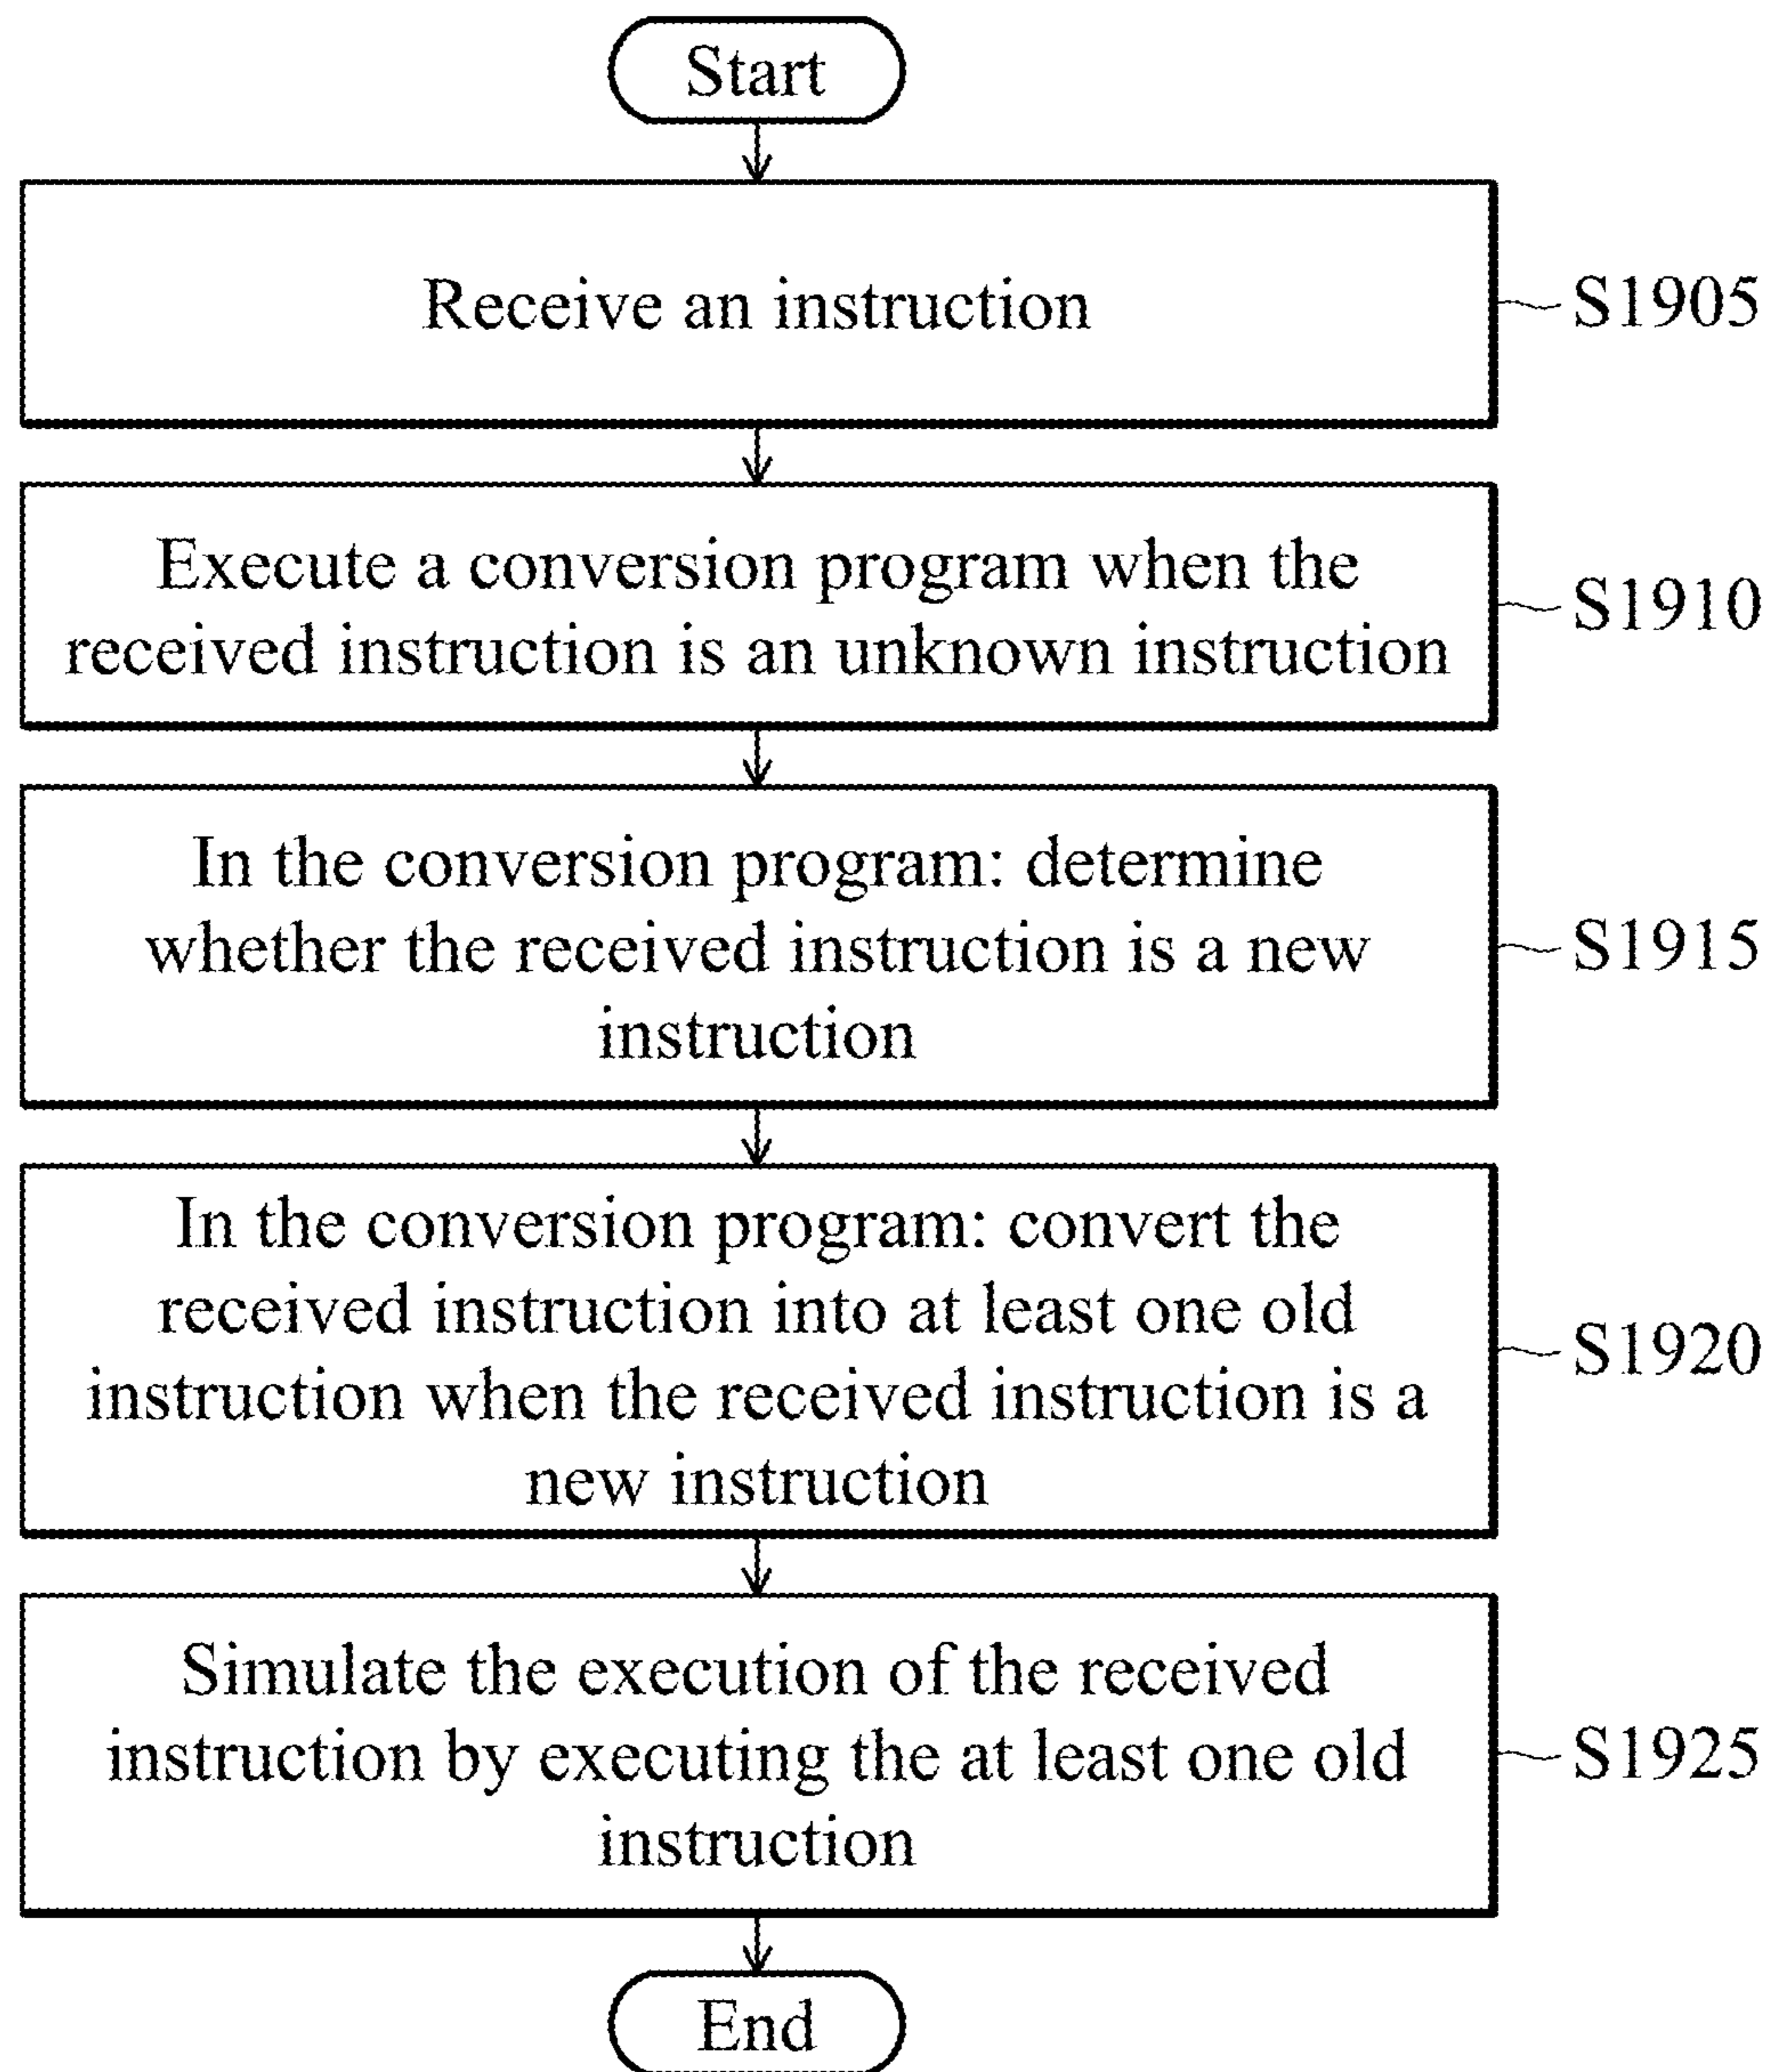 Start
Receive an instruction
S1905
Execute a conversion program when the
received instruction is an unknown instruction
S1910
In the conversion program: determine
whether the received instruction is a new
instruction
S1915
In the conversion program: convert the
received instruction into at least one old
instruction when the received instruction is a
new instruction
S1920
Simulate the execution of the received
instruction by executing the at least one old
instruction
S1925
End